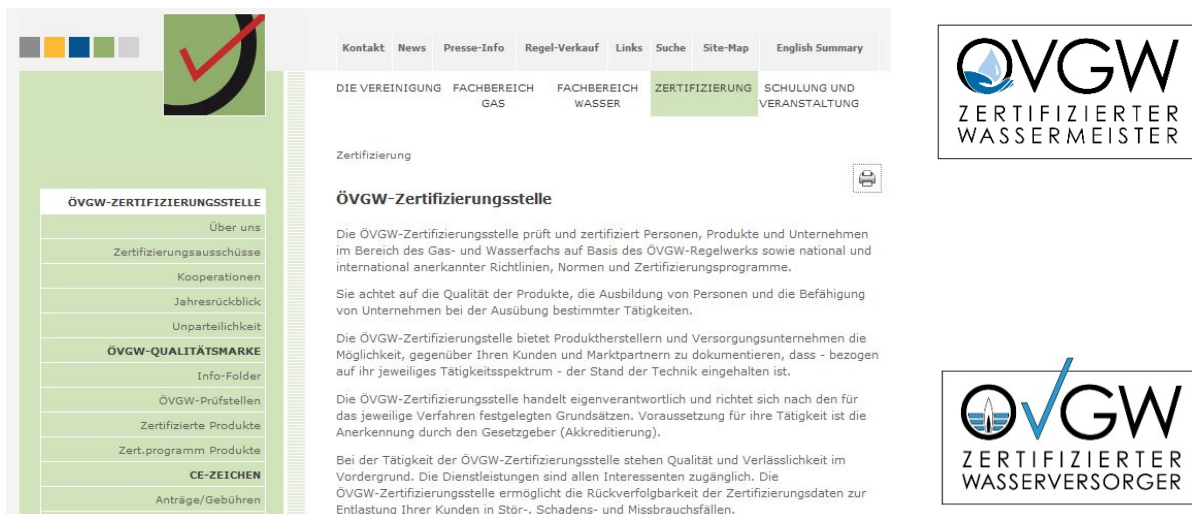 Kontakt News Presse-Info Regel-Verkauf Links Suche Site-Map English Summary
DIE VEREINIGUNG FACHBEREICH GAS FACHBEREICH WASSER ZERTIFIZIERUNG SCHULUNG UND VERANSTALTUNG
Zertifizierung
ÖVGW-ZERTIFIZIERUNGSSTELLE
Über uns
Zertifizierungsausschüsse
Kooperationen
Jahresrückblick
Unparteilichkeit
ÖVGW-QUALITÄTSMARKE
Info-Folder
ÖVGW-Prüfstellen
Zertifizierte Produkte
Zert.programm Produkte
CE-ZEICHEN
Anträge/Gebühren
ÖVGW-Zertifizierungsstelle
Die ÖVGW-Zertifizierungsstelle prüft und zertifiziert Personen, Produkte und Unternehmen
im Bereich des Gas- und Wasserfachs auf Basis des ÖVGW-Regelwerks sowie national und
international anerkannter Richtlinien, Normen und Zertifizierungsprogramme.
Sie achtet auf die Qualität der Produkte, die Ausbildung von Personen und die Befähigung
von Unternehmen bei der Ausübung bestimmter Tätigkeiten.
Die ÖVGW-Zertifizierungstelle bietet Produktherstellern und Versorgungsunternehmen die
Möglichkeit, gegenüber Ihren Kunden und Marktpartnern zu dokumentieren, dass - bezogen
auf ihr jeweiliges Tätigkeitsspektrum - der Stand der Technik eingehalten ist.
Die ÖVGW-Zertifizierungsstelle handelt eigenverantwortlich und richtet sich nach den für
das jeweilige Verfahren festgelegten Grundsätzen. Voraussetzung für ihre Tätigkeit ist die
Anerkennung durch den Gesetzgeber (Akkreditierung).
Bei der Tätigkeit der ÖVGW-Zertifizierungsstelle stehen Qualität und Verlässlichkeit im
Vordergrund. Die Dienstleistungen sind allen Interessenten zugänglich. Die
ÖVGW-Zertifizierungsstelle ermöglicht die Rückverfolgbarkeit der Zertifizierungsdaten zur
Entlastung Ihrer Kunden in Stör-, Schadens- und Missbrauchsfällen.
ÖVGW
ZERTIFIZIERTER
WASSERMEISTER
ÖVGW
ZERTIFIZIERTER
WASSERVERSORGER